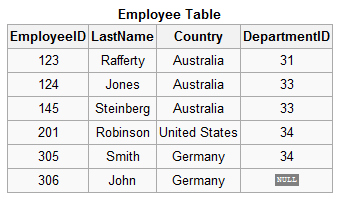 Employee Table
EmployeeID LastName Country DepartmentID
123 Rafferty Australia 31
124 Jones Australia 33
145 Steinberg Australia 33
201 Robinson United States 34
305 Smith Germany 34
306 John Germany NULL